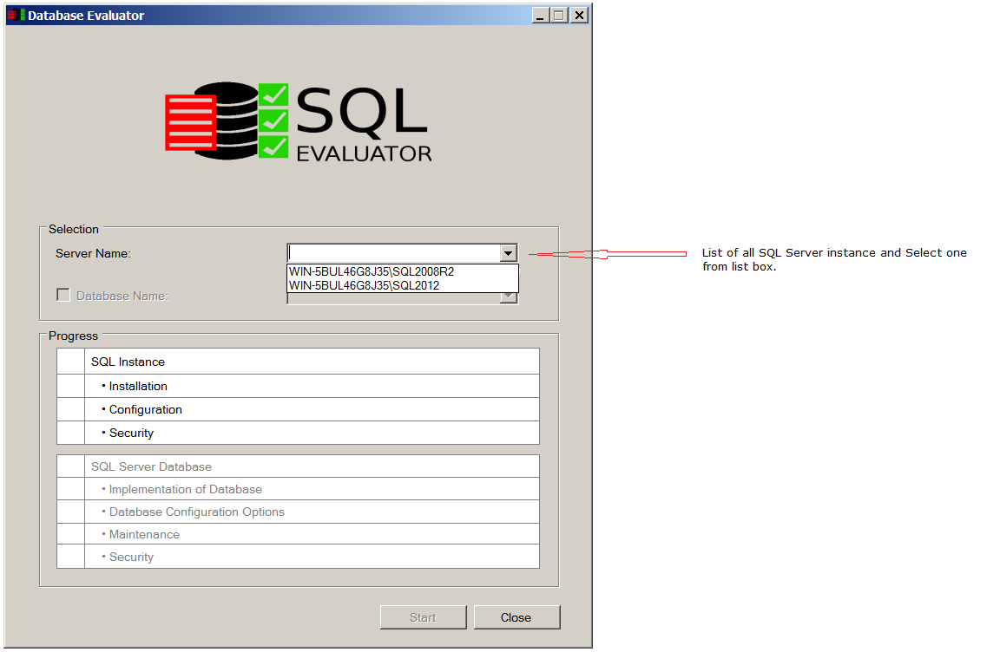 Database Evaluator
SQL
EVALUATOR
Selection
Server Name:
WIN-5BUL46G8J35\SQL2008R2
WIN-5BUL46G8J35\SQL2012
Database Name:
List of all SQL Server instance and Select one
from list box.
Progress
SQL Instance
• Installation
• Configuration
• Security
SQL Server Database
• Implementation of Database
• Database Configuration Options
• Maintenance
• Security
Start
Close